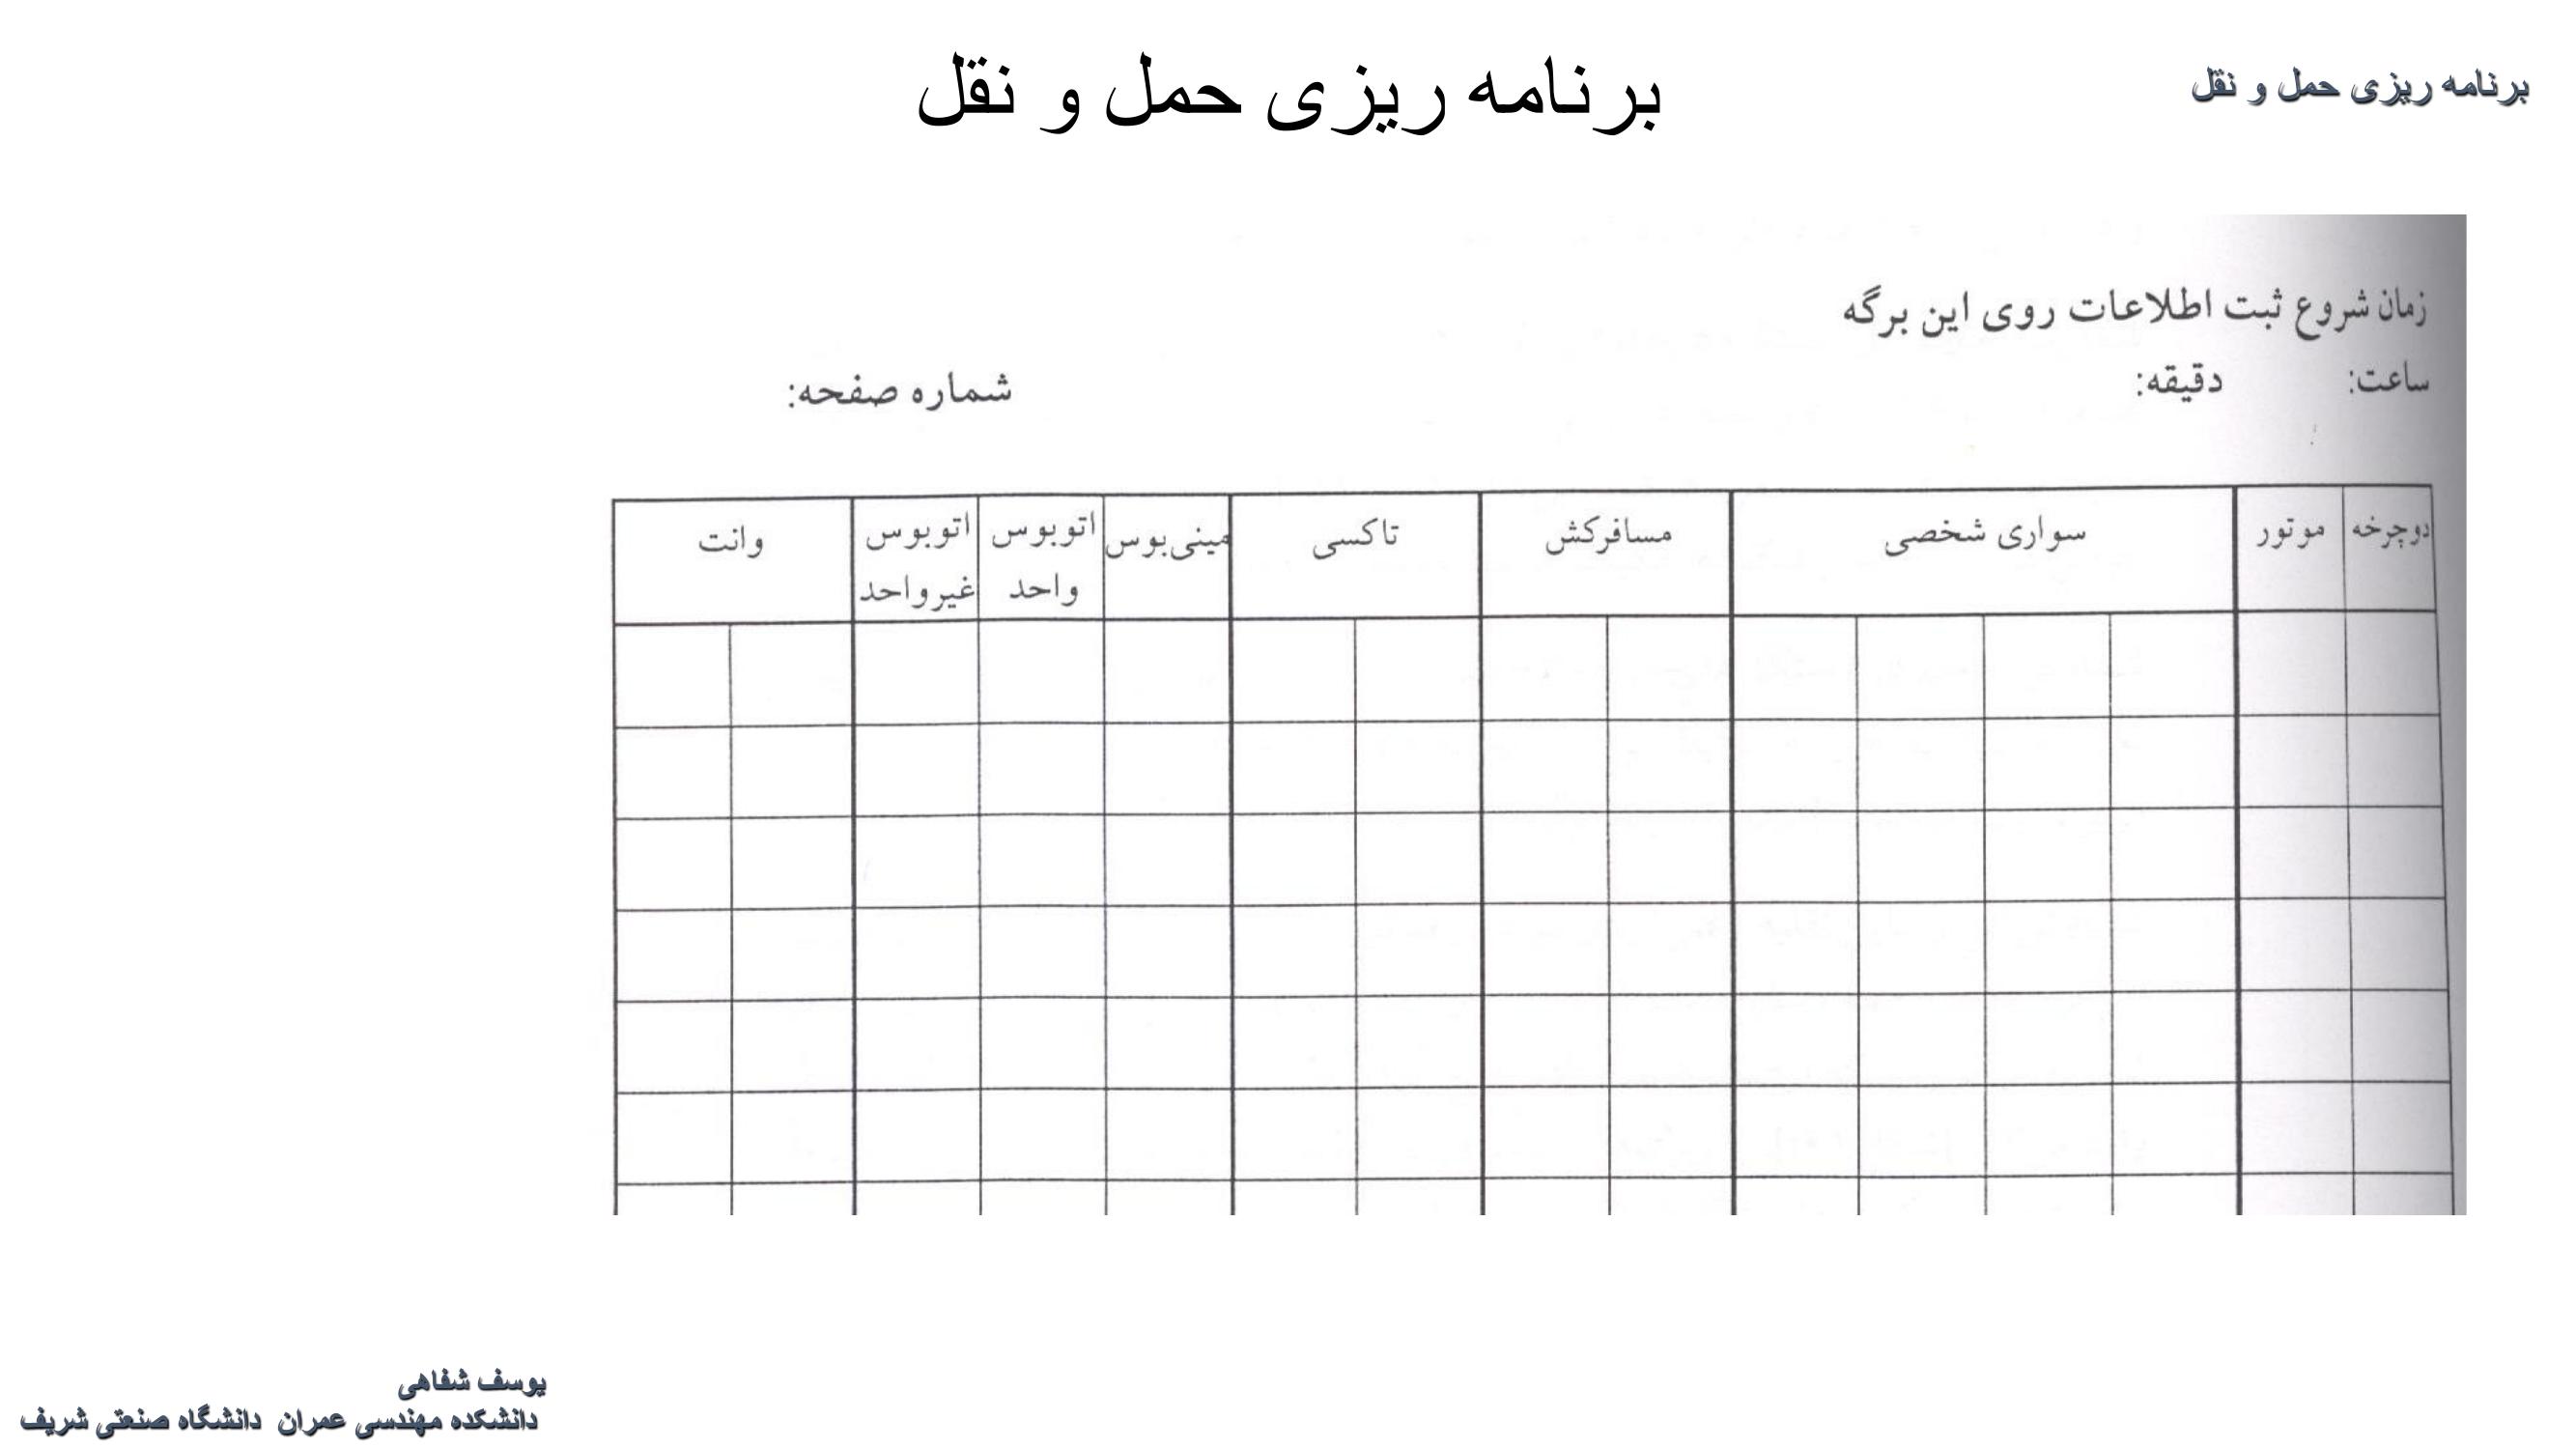 برنامه ریزی حمل و نقل
برنامه ریزی حمل و نقل
زمان شروع ثبت اطلاعات روی این برگه
ساعت: دقیقه: شماره صفحه:
دوچرخه موتور سواری شخصی مسافرکش تاکسی مینی‌بوس اتوبوس واحد اتوبوس غیرواحد وانت
یوسف شفاهی
دانشکده مهندسی عمران دانشگاه صنعتی شریف